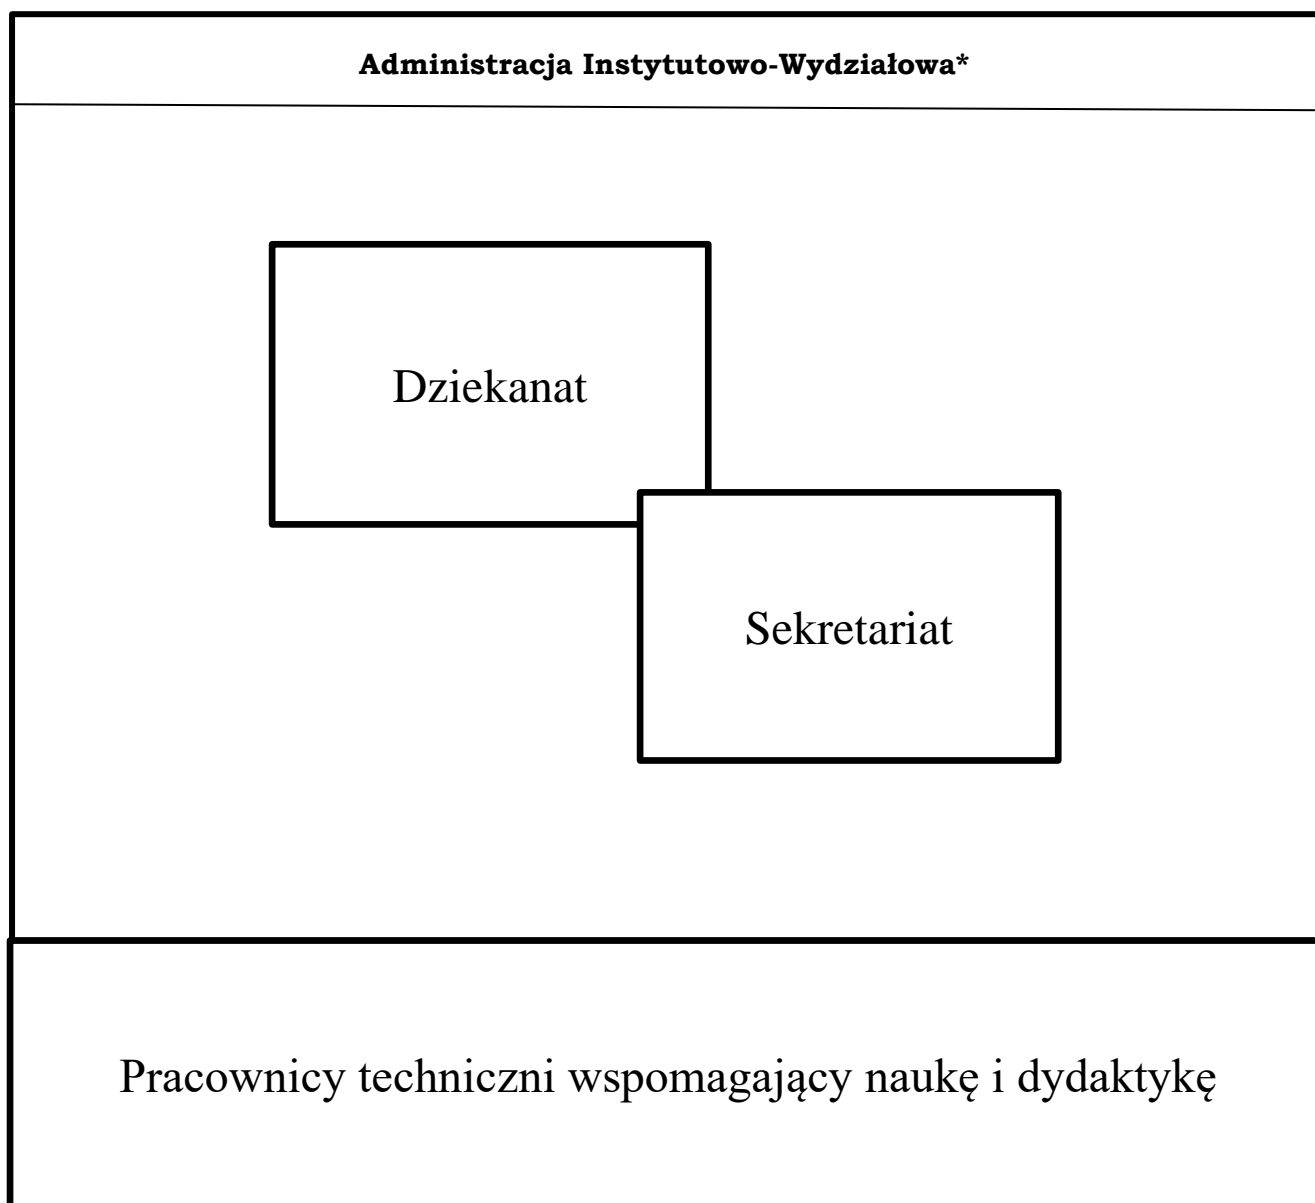 Administracja Instytutowo-Wydziałowa*
Dziekanat
Sekretariat
Pracownicy techniczni wspomagający naukę i dydaktykę